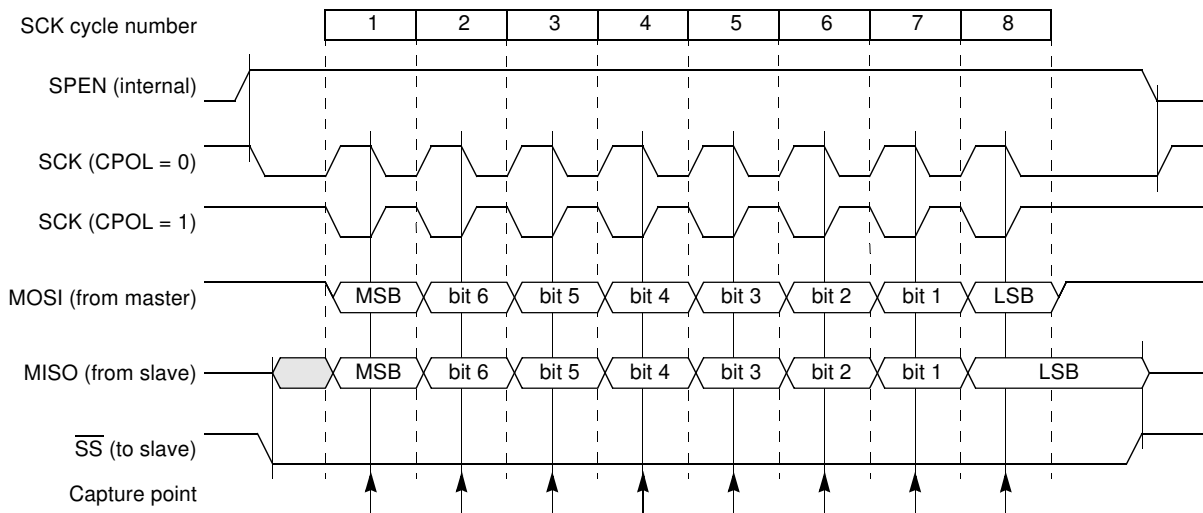 SCK cycle number 1 2 3 4 5 6 7 8
SPEN (internal)
SCK (CPOL = 0)
SCK (CPOL = 1)
MOSI (from master) MSB bit 6 bit 5 bit 4 bit 3 bit 2 bit 1 LSB
MISO (from slave) MSB bit 6 bit 5 bit 4 bit 3 bit 2 bit 1 LSB
S̅S̅ (to slave)
Capture point